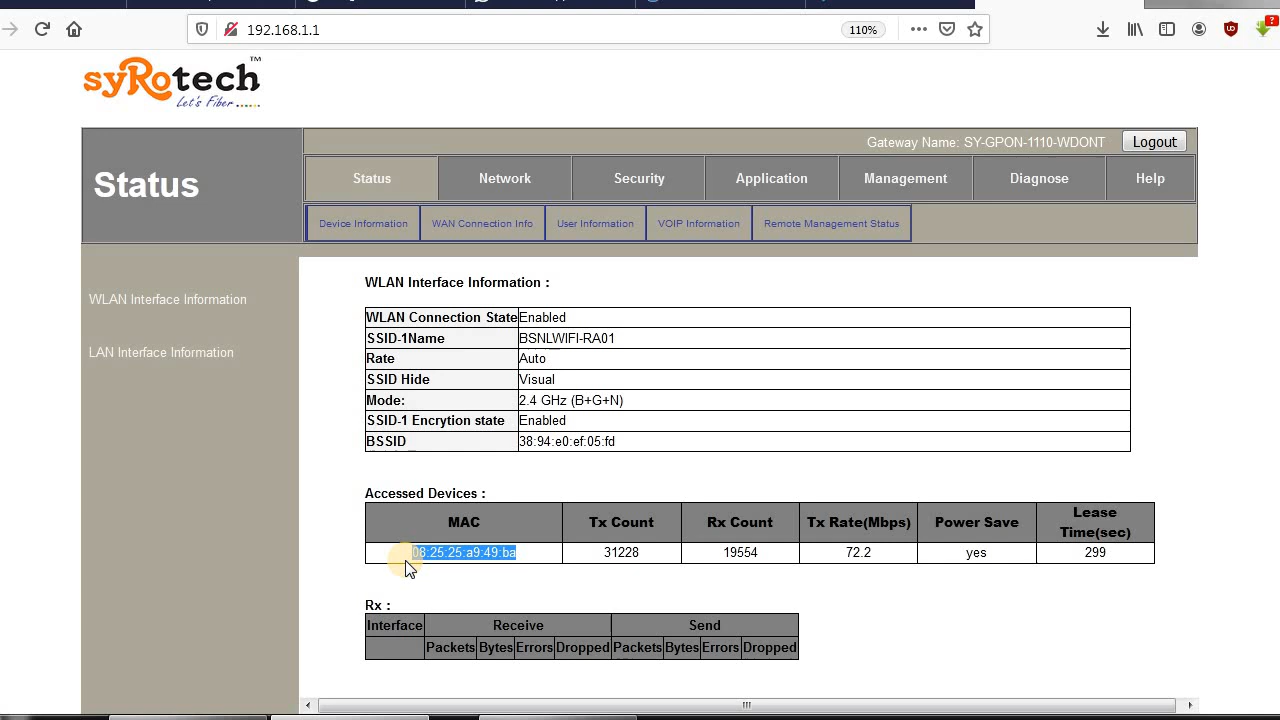 192.168.1.1
110%
syRotech™
Let's Fiber
Gateway Name: SY-GPON-1110-WDONT Logout
Status
Status Network Security Application Management Diagnose Help
Device Information WAN Connection Info User Information VOIP Information Remote Management Status
WLAN Interface Information
LAN Interface Information
WLAN Interface Information :
WLAN Connection State Enabled
SSID-1Name BSNLWIFI-RA01
Rate Auto
SSID Hide Visual
Mode: 2.4 GHz (B+G+N)
SSID-1 Encrytion state Enabled
BSSID 38:94:e0:ef:05:fd
Accessed Devices :
MAC Tx Count Rx Count Tx Rate(Mbps) Power Save Lease Time(sec)
08:25:25:a9:49:ba 31228 19554 72.2 yes 299
Rx :
Interface Receive Send
Packets Bytes Errors Dropped Packets Bytes Errors Dropped